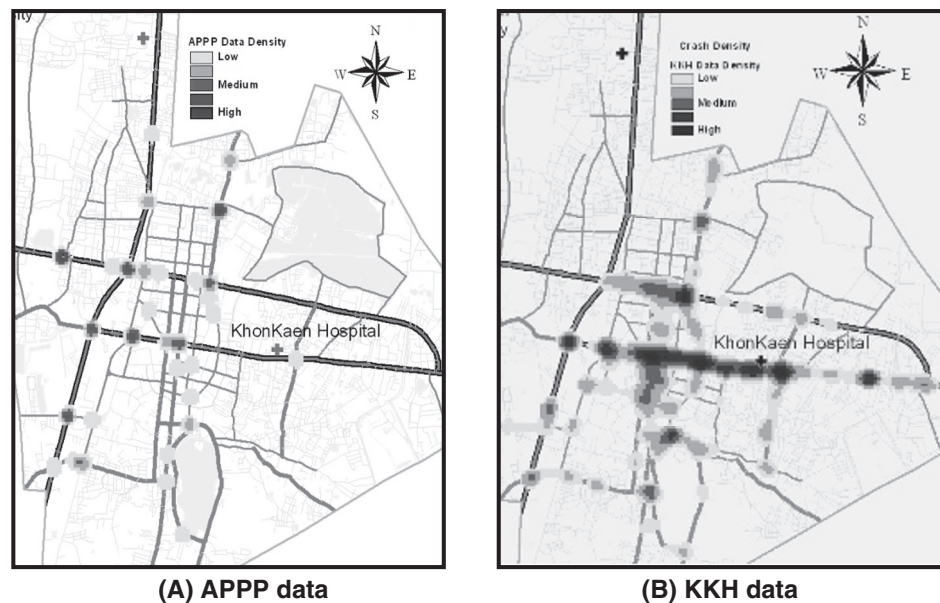 ity
APPP Data Density
Low
Medium
High
N
W E
S
KhonKaen Hospital
(A) APPP data
y
Crash Density
KKH Data Density
Low
Medium
High
N
W E
S
KhonKaen Hospital
(B) KKH data